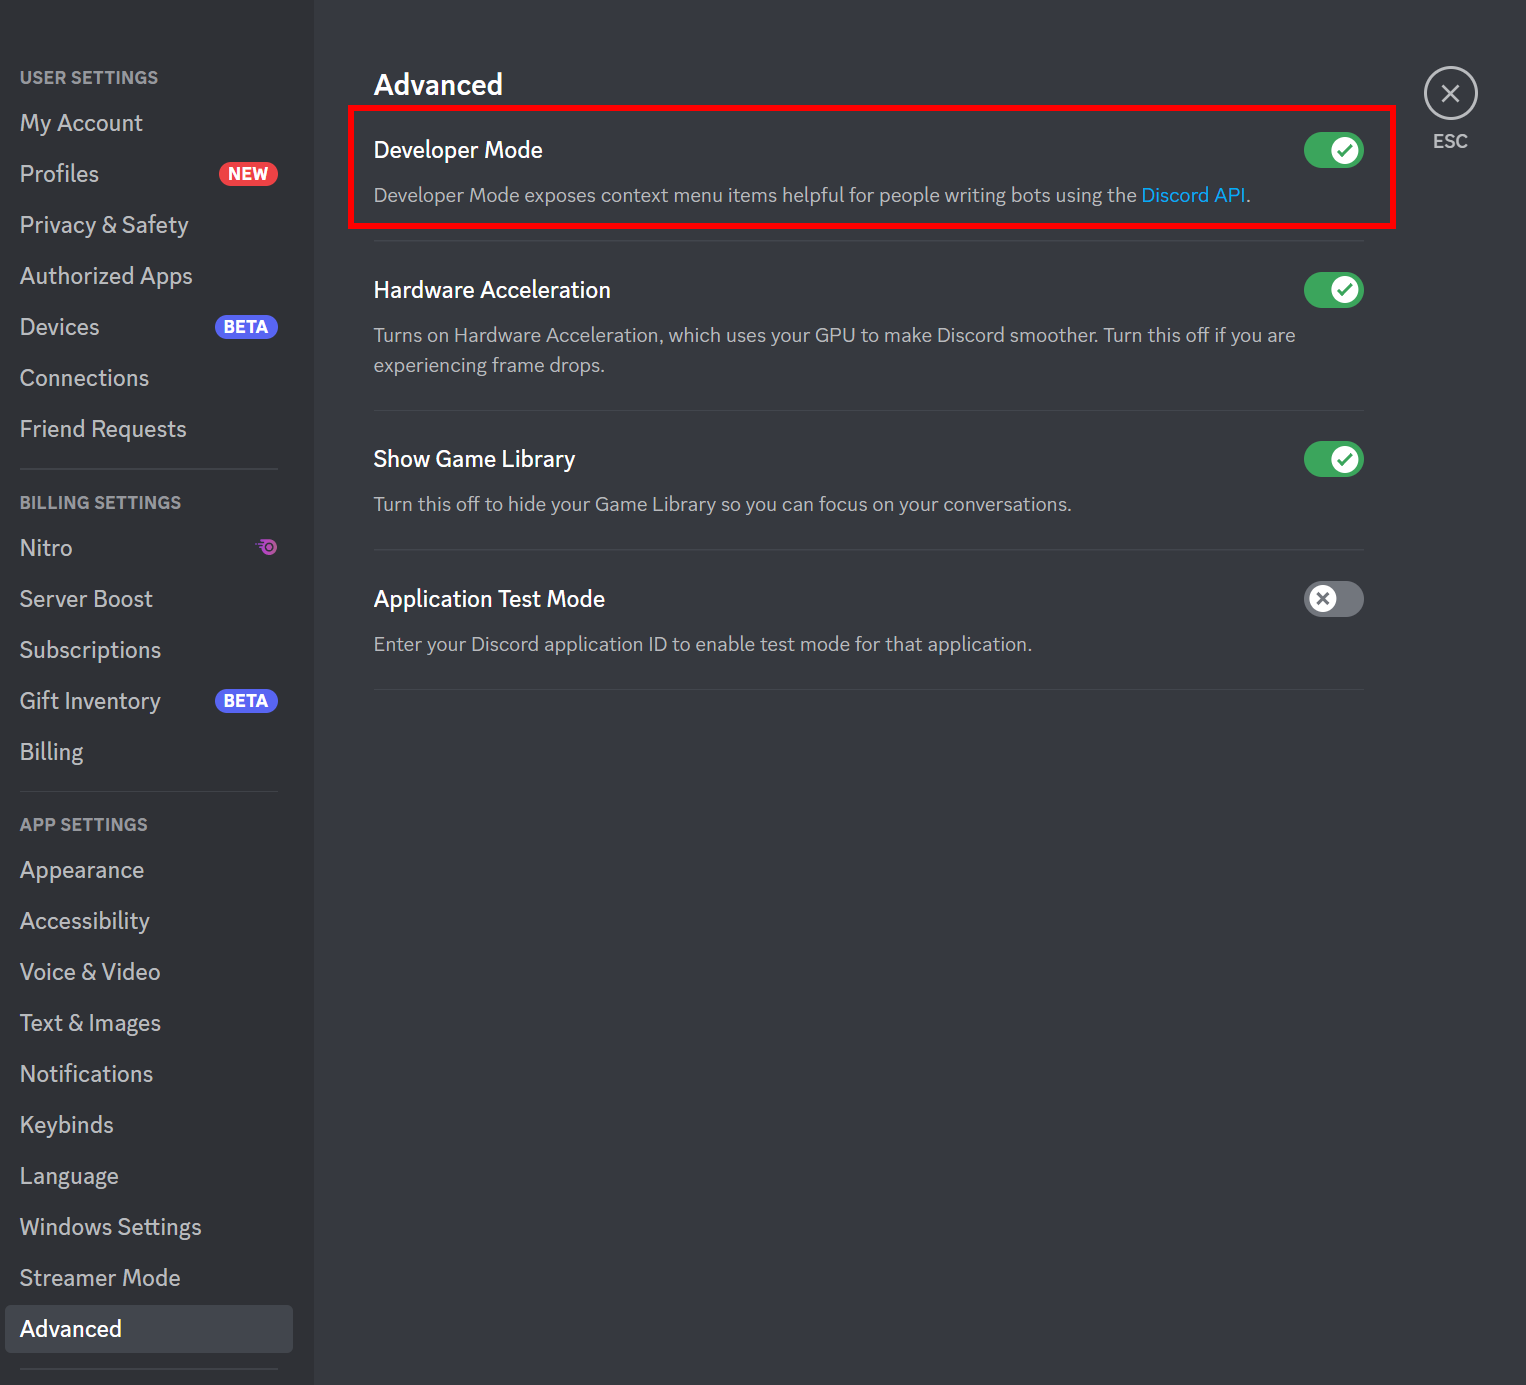 USER SETTINGS
My Account
Profiles NEW
Privacy & Safety
Authorized Apps
Devices BETA
Connections
Friend Requests
BILLING SETTINGS
Nitro
Server Boost
Subscriptions
Gift Inventory BETA
Billing
APP SETTINGS
Appearance
Accessibility
Voice & Video
Text & Images
Notifications
Keybinds
Language
Windows Settings
Streamer Mode
Advanced
Advanced
Developer Mode
Developer Mode exposes context menu items helpful for people writing bots using the Discord API.
Hardware Acceleration
Turns on Hardware Acceleration, which uses your GPU to make Discord smoother. Turn this off if you are
experiencing frame drops.
Show Game Library
Turn this off to hide your Game Library so you can focus on your conversations.
Application Test Mode
Enter your Discord application ID to enable test mode for that application.
ESC